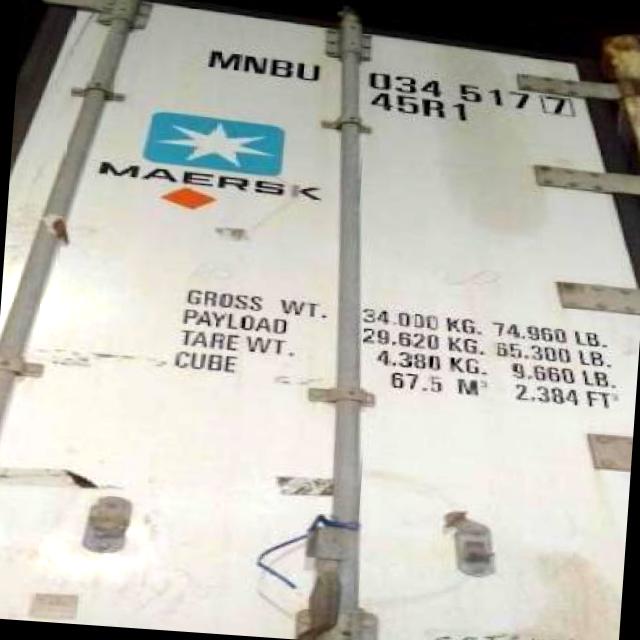 MNBU 034 517 7
45R1
MAERSK
GROSS WT. 34.000 KG. 74.960 LB.
PAYLOAD 29.620 KG. 65.300 LB.
TARE WT. 4.380 KG. 9.660 LB.
CUBE 67.5 M³ 2.384 FT³